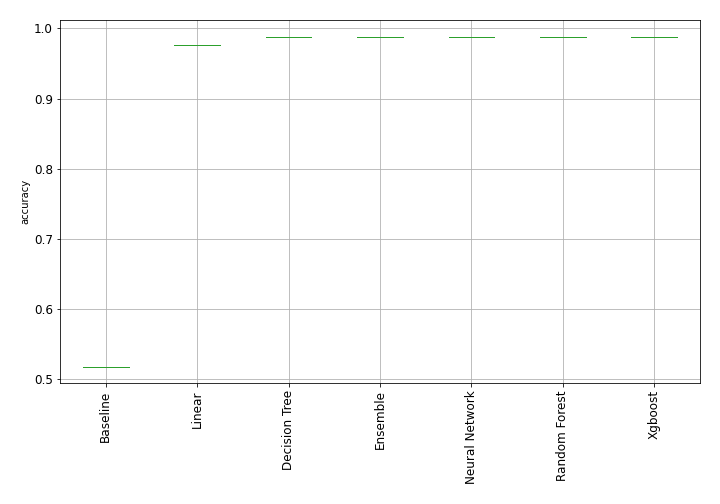 1.0
0.9
0.8
0.7
0.6
0.5
accuracy
Baseline
Linear
Decision Tree
Ensemble
Neural Network
Random Forest
Xgboost